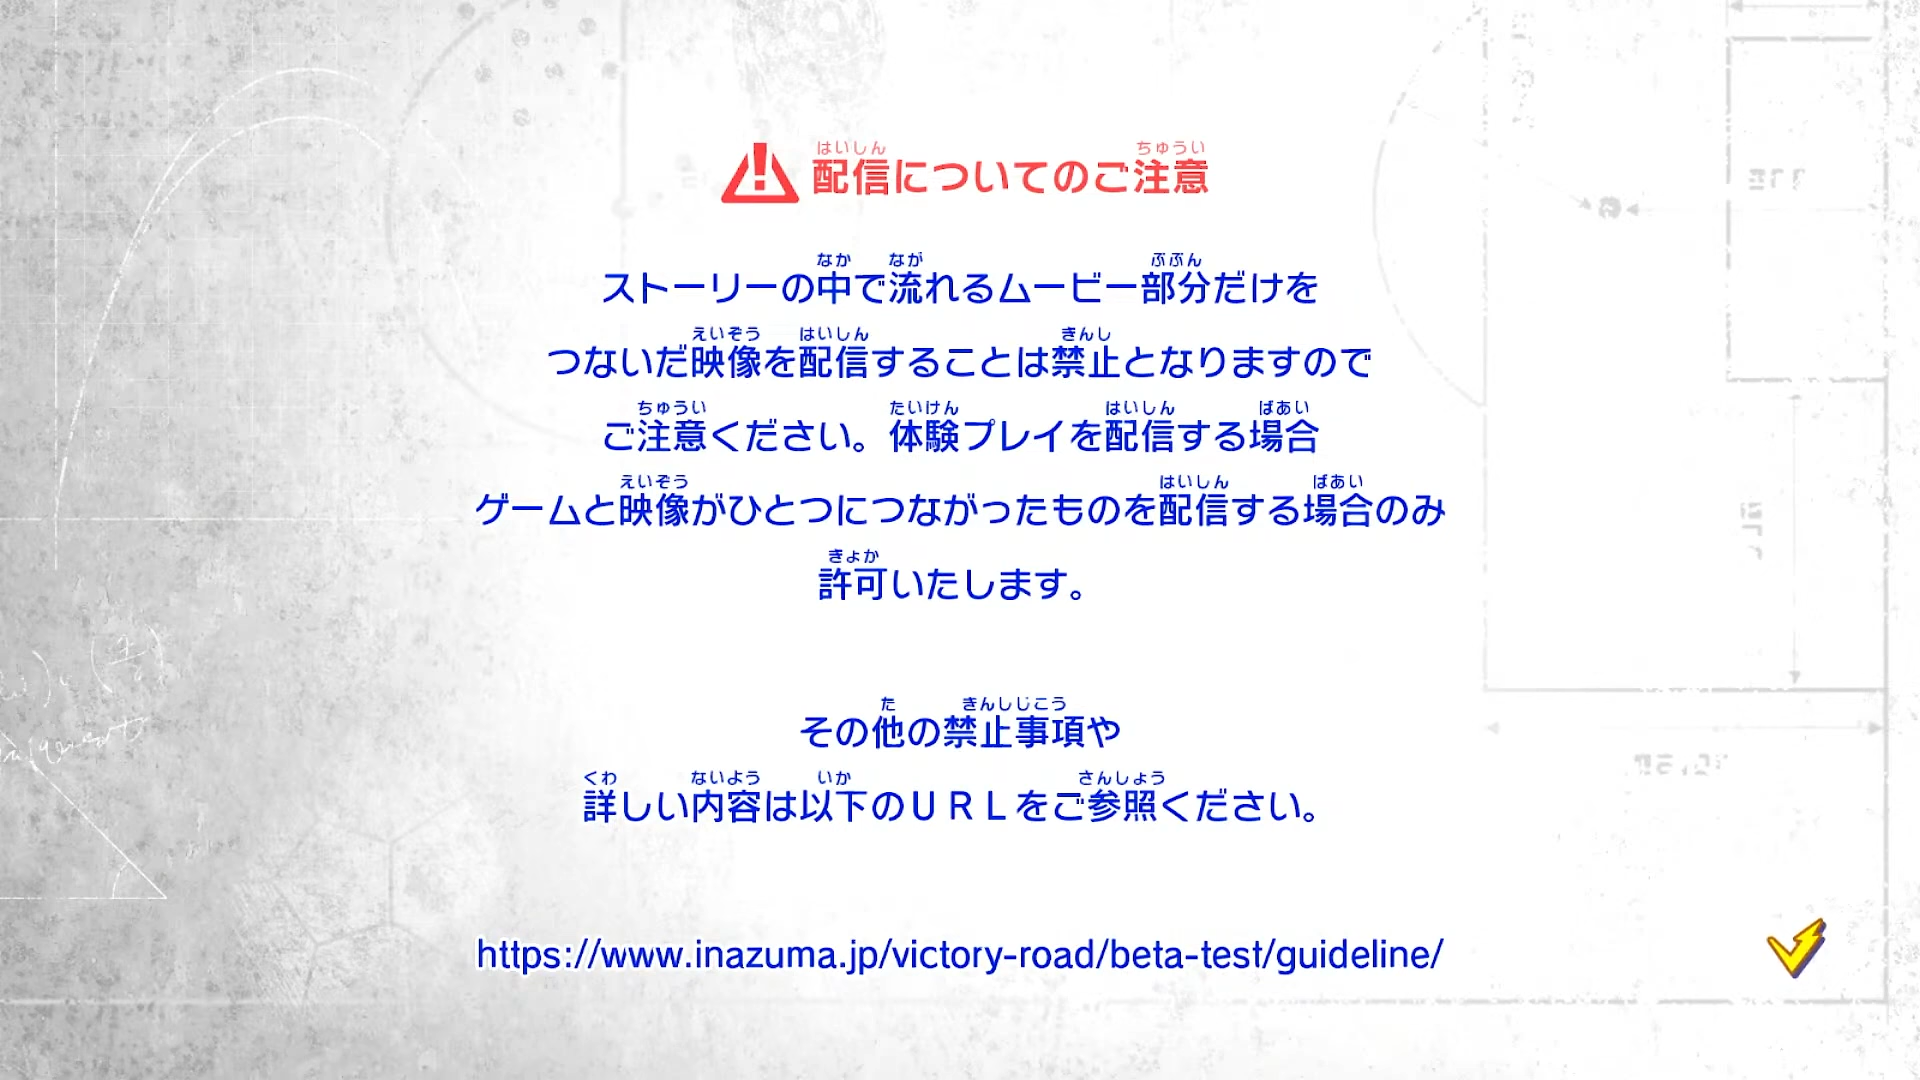 配信についてのご注意
ストーリーの中で流れるムービー部分だけを
つないだ映像を配信することは禁止となりますので
ご注意ください。体験プレイを配信する場合
ゲームと映像がひとつにつながったものを配信する場合のみ
許可いたします。
その他の禁止事項や
詳しい内容は以下のＵＲＬをご参照ください。
https://www.inazuma.jp/victory-road/beta-test/guideline/